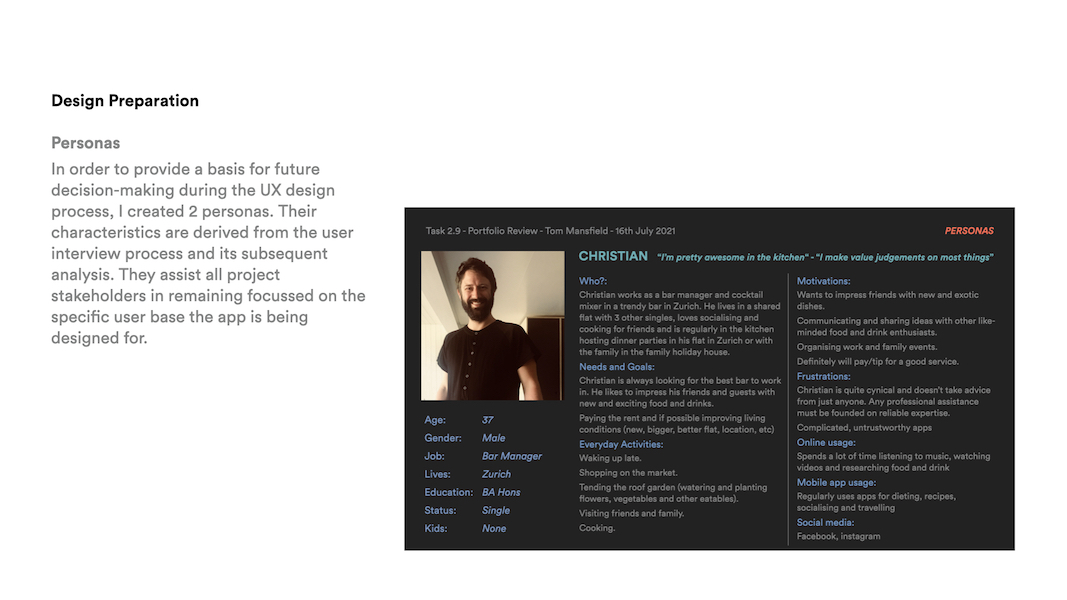 Design Preparation
Personas
In order to provide a basis for future
decision-making during the UX design
process, I created 2 personas. Their
characteristics are derived from the user
interview process and its subsequent
analysis. They assist all project
stakeholders in remaining focussed on the
specific user base the app is being
designed for.
Task 2.9 - Portfolio Review - Tom Mansfield - 16th July 2021
PERSONAS
CHRISTIAN "I'm pretty awesome in the kitchen" - "I make value judgements on most things"
Age: 37
Gender: Male
Job: Bar Manager
Lives: Zurich
Education: BA Hons
Status: Single
Kids: None
Who?:
Christian works as a bar manager and cocktail
mixer in a trendy bar in Zurich. He lives in a shared
flat with 3 other singles, loves socialising and
cooking for friends and is regularly in the kitchen
hosting dinner parties in his flat in Zurich or with
the family in the family holiday house.
Needs and Goals:
Christian is always looking for the best bar to work
in. He likes to impress his friends and guests with
new and exciting food and drinks.
Paying the rent and if possible improving living
conditions (new, bigger, better flat, location, etc)
Everyday Activities:
Waking up late.
Shopping on the market.
Tending the roof garden (watering and planting
flowers, vegetables and other eatables).
Visiting friends and family.
Cooking.
Motivations:
Wants to impress friends with new and exotic
dishes.
Communicating and sharing ideas with other like-
minded food and drink enthusiasts.
Organising work and family events.
Definitely will pay/tip for a good service.
Frustrations:
Christian is quite cynical and doesn't take advice
from just anyone. Any professional assistance
must be founded on reliable expertise.
Complicated, untrustworthy apps
Online usage:
Spends a lot of time listening to music, watching
videos and researching food and drink
Mobile app usage:
Regularly uses apps for dieting, recipes,
socialising and travelling
Social media:
Facebook, instagram